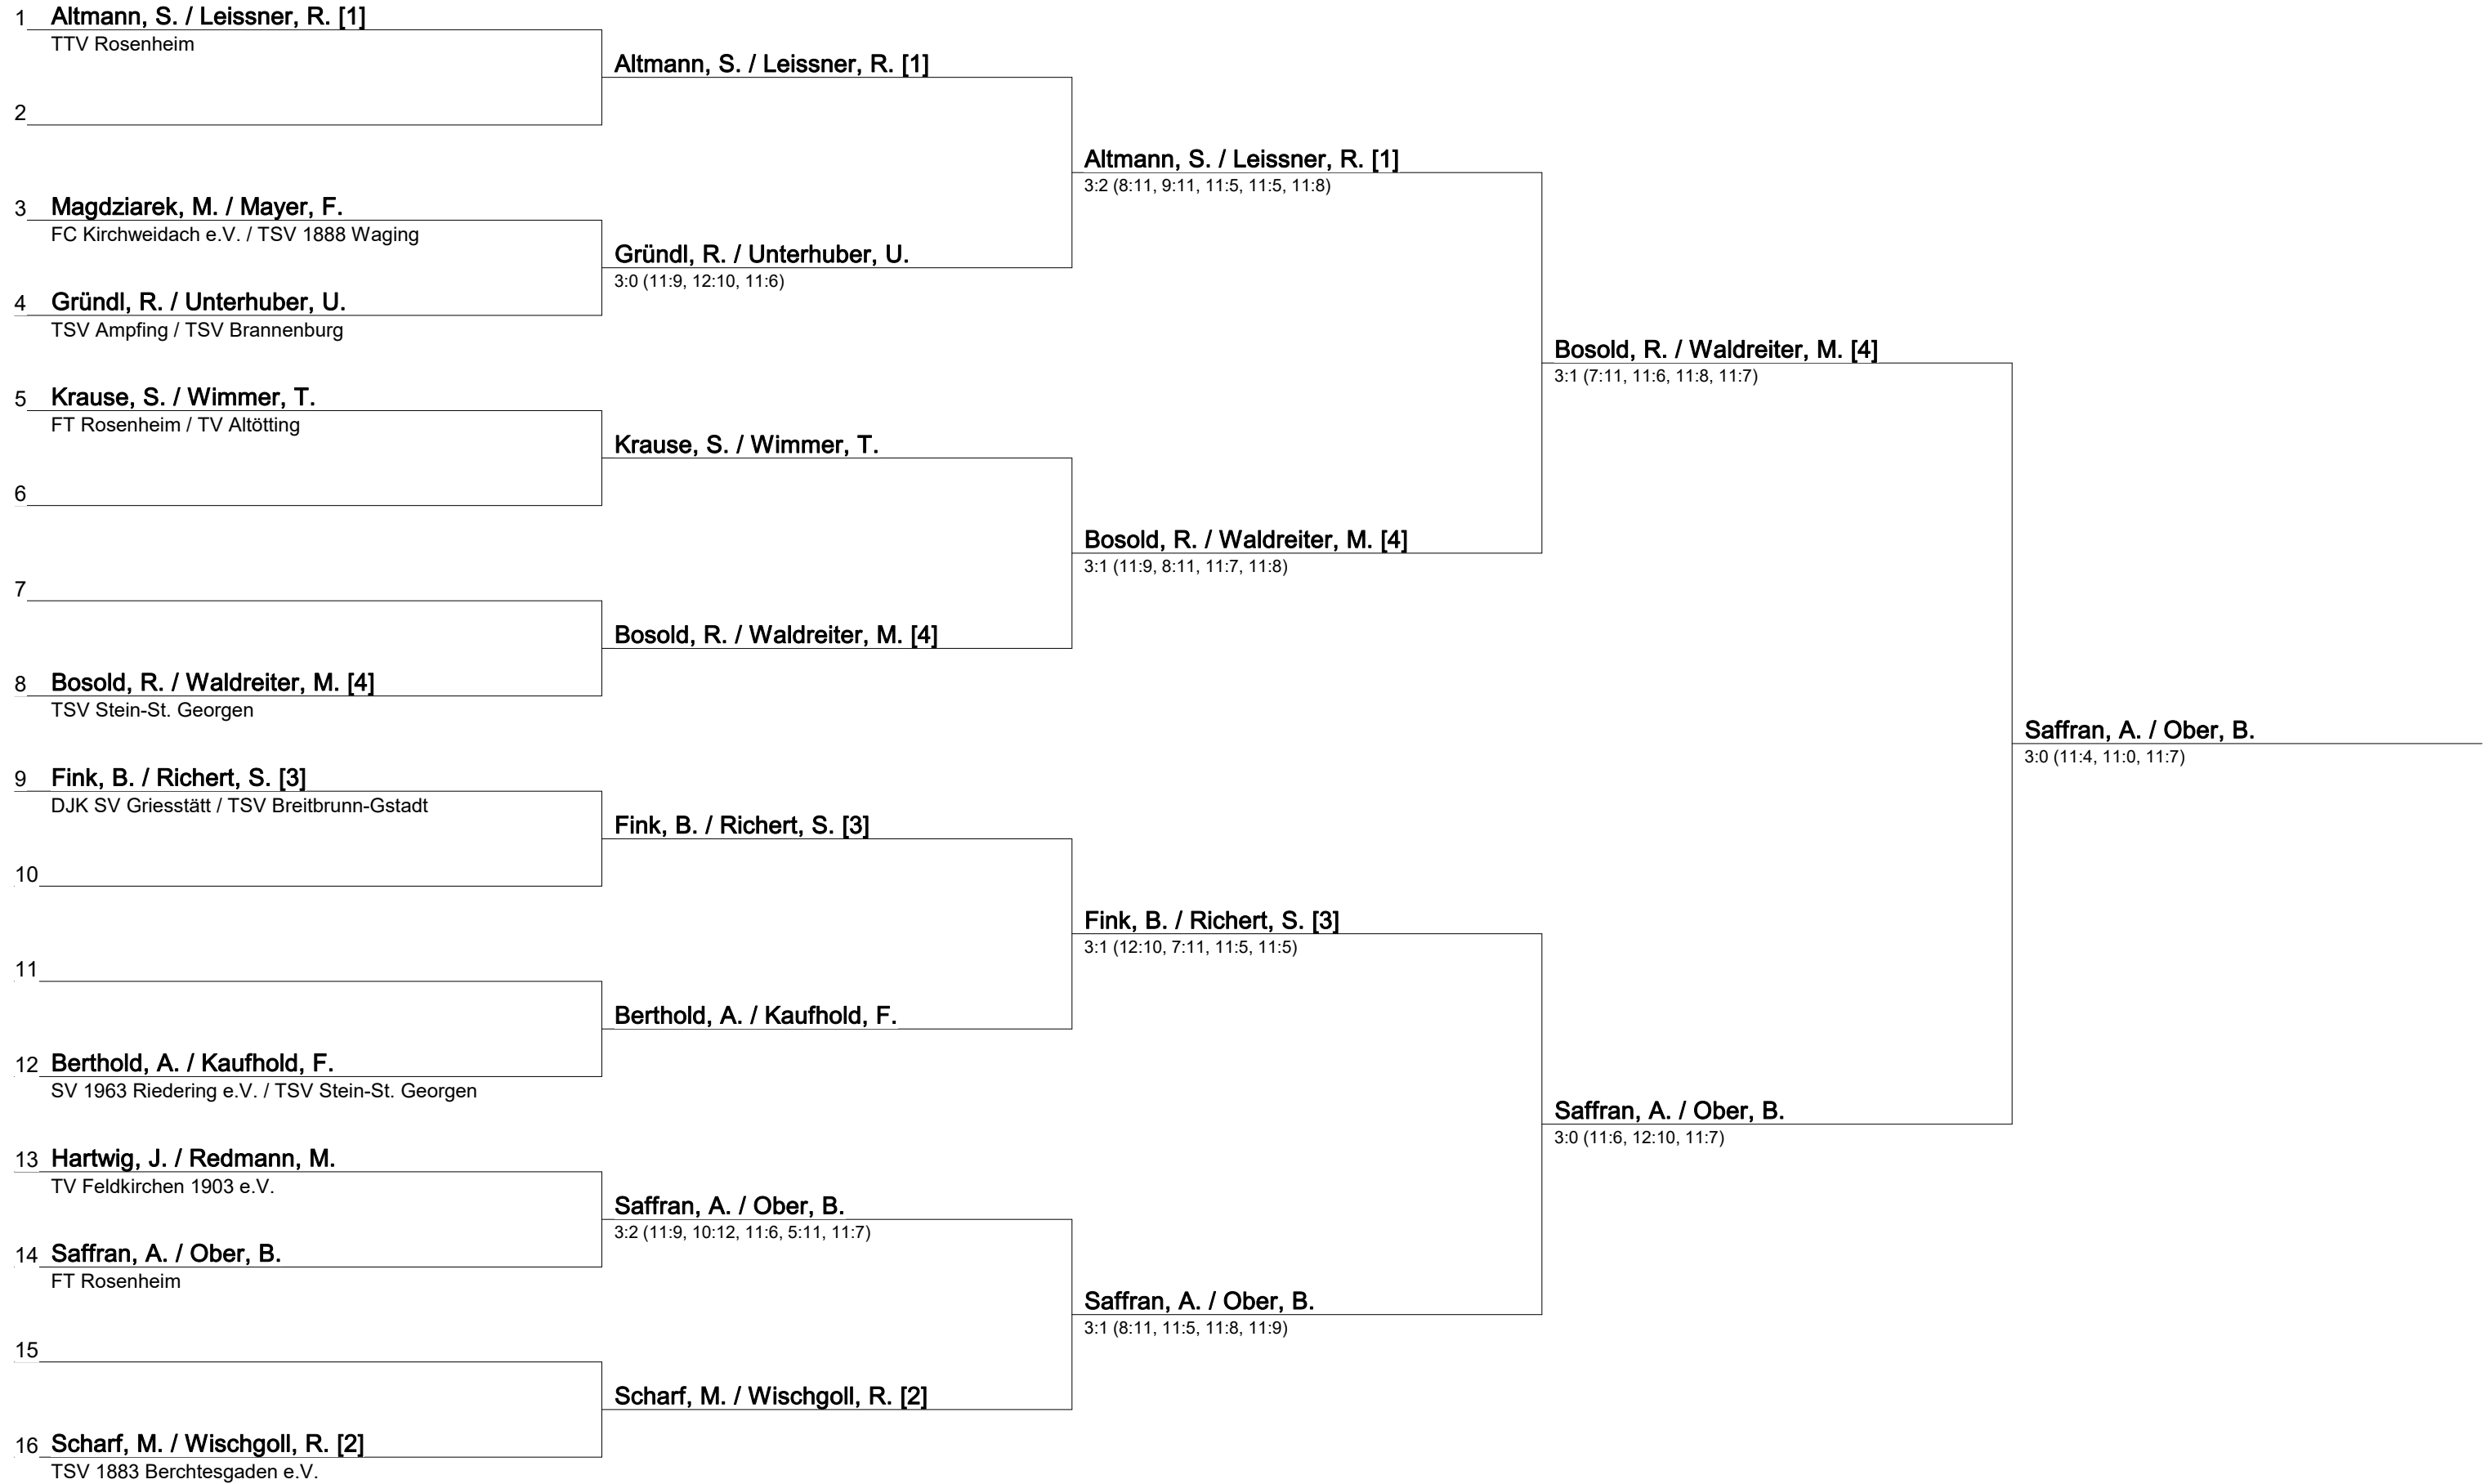 1 Altmann, S. / Leissner, R. [1]
TTV Rosenheim
Altmann, S. / Leissner, R. [1]
2
Altmann, S. / Leissner, R. [1]
3:2 (8:11, 9:11, 11:5, 11:5, 11:8)
3 Magdziarek, M. / Mayer, F.
FC Kirchweidach e.V. / TSV 1888 Waging
Gründl, R. / Unterhuber, U.
3:0 (11:9, 12:10, 11:6)
4 Gründl, R. / Unterhuber, U.
TSV Ampfing / TSV Brannenburg
Bosold, R. / Waldreiter, M. [4]
3:1 (7:11, 11:6, 11:8, 11:7)
5 Krause, S. / Wimmer, T.
FT Rosenheim / TV Altötting
Krause, S. / Wimmer, T.
6
Bosold, R. / Waldreiter, M. [4]
3:1 (11:9, 8:11, 11:7, 11:8)
7
Bosold, R. / Waldreiter, M. [4]
8 Bosold, R. / Waldreiter, M. [4]
TSV Stein-St. Georgen
Saffran, A. / Ober, B.
3:0 (11:4, 11:0, 11:7)
9 Fink, B. / Richert, S. [3]
DJK SV Griesstätt / TSV Breitbrunn-Gstadt
Fink, B. / Richert, S. [3]
10
Fink, B. / Richert, S. [3]
3:1 (12:10, 7:11, 11:5, 11:5)
11
Berthold, A. / Kaufhold, F.
12 Berthold, A. / Kaufhold, F.
SV 1963 Riedering e.V. / TSV Stein-St. Georgen
Saffran, A. / Ober, B.
3:0 (11:6, 12:10, 11:7)
13 Hartwig, J. / Redmann, M.
TV Feldkirchen 1903 e.V.
Saffran, A. / Ober, B.
3:2 (11:9, 10:12, 11:6, 5:11, 11:7)
14 Saffran, A. / Ober, B.
FT Rosenheim
Saffran, A. / Ober, B.
3:1 (8:11, 11:5, 11:8, 11:9)
15
Scharf, M. / Wischgoll, R. [2]
16 Scharf, M. / Wischgoll, R. [2]
TSV 1883 Berchtesgaden e.V.